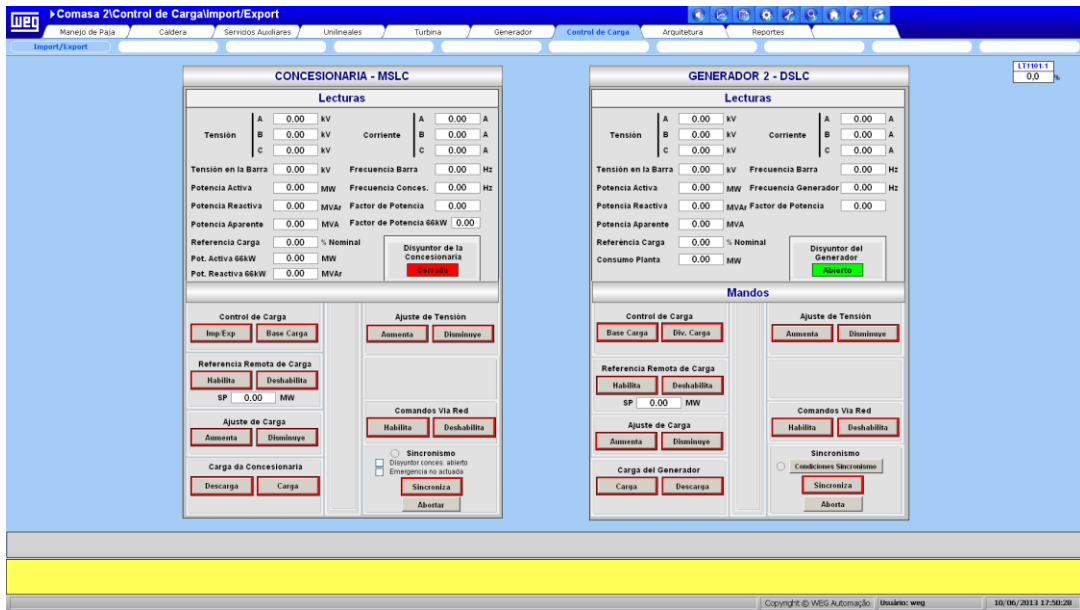 weg
Comasa 2\Control de Carga\Import/Export
Manejo de Paja Caldera Servicios Auxiliares Unilineales Turbina Generador Control de Carga Arquitetura Reportes
Import/Export
LT1101-1
0,0 %
CONCESIONARIA - MSLC
Lecturas
A 0.00 kV A 0.00 A
Tensión B 0.00 kV Corriente B 0.00 A
C 0.00 kV C 0.00 A
Tensión en la Barra 0.00 kV Frecuencia Barra 0.00 Hz
Potencia Activa 0.00 MW Frecuencia Conces. 0.00 Hz
Potencia Reactiva 0.00 MVAr Factor de Potencia 0.00
Potencia Aparente 0.00 MVA Factor de Potencia 66kW 0.00
Referencia Carga 0.00 % Nominal
Pot. Activa 66kW 0.00 MW
Pot. Reactiva 66kW 0.00 MVAr
Disyuntor de la
Concesionaria
Cerrado
Control de Carga
Imp/Exp Base Carga
Ajuste de Tensión
Aumenta Disminuye
Referencia Remota de Carga
Habilita Deshabilita
SP 0.00 MW
Ajuste de Carga
Aumenta Disminuye
Comandos Via Red
Habilita Deshabilita
Carga da Concesionaria
Descarga Carga
Sincronismo
Disyuntor conces. abierto
Emergencia no actuada
Sincroniza
Abortar
GENERADOR 2 - DSLC
Lecturas
A 0.00 kV A 0.00 A
Tensión B 0.00 kV Corriente B 0.00 A
C 0.00 kV C 0.00 A
Tensión en la Barra 0.00 kV Frecuencia Barra 0.00 Hz
Potencia Activa 0.00 MW Frecuencia Generador 0.00 Hz
Potencia Reactiva 0.00 MVAr Factor de Potencia 0.00
Potencia Aparente 0.00 MVA
Referéncia Carga 0.00 % Nominal
Consumo Planta 0.00 MW
Disyuntor del
Generador
Abierto
Mandos
Control de Carga
Base Carga Div. Carga
Ajuste de Tensión
Aumenta Disminuye
Referencia Remota de Carga
Habilita Deshabilita
SP 0.00 MW
Ajuste de Carga
Aumenta Disminuye
Comandos Via Red
Habilita Deshabilita
Carga del Generador
Carga Descarga
Sincronismo
Condiciones Sincronismo
Sincroniza
Aborta
Copyright © WEG Automação Usuário: weg 10/06/2013 17:50:20